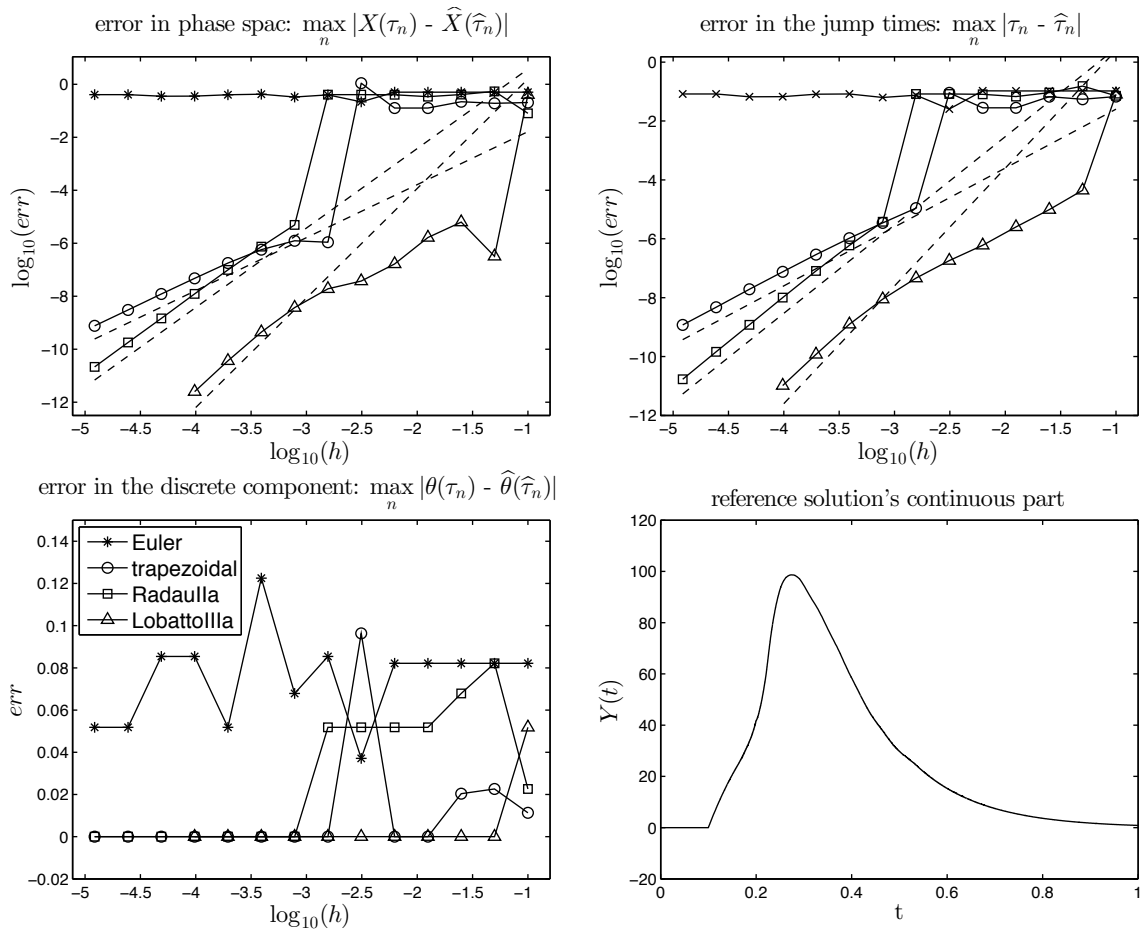 error in phase spac: max_n |X(τ_n) - X̂(τ̂_n)|
0
−2
−4
−6
−8
−10
−12
log₁₀(err)
−5 −4.5 −4 −3.5 −3 −2.5 −2 −1.5 −1
log₁₀(h)
error in the jump times: max_n |τ_n - τ̂_n|
0
−2
−4
−6
−8
−10
−12
log₁₀(err)
−5 −4.5 −4 −3.5 −3 −2.5 −2 −1.5 −1
log₁₀(h)
error in the discrete component: max_n |θ(τ_n) - θ̂(τ̂_n)|
0.14
0.12
0.1
0.08
0.06
0.04
0.02
0
−0.02
err
Euler
trapezoidal
RadauIIa
LobattoIIIa
−5 −4.5 −4 −3.5 −3 −2.5 −2 −1.5 −1
log₁₀(h)
reference solution's continuous part
120
100
80
60
40
20
0
−20
Y(t)
0 0.2 0.4 0.6 0.8 1
t